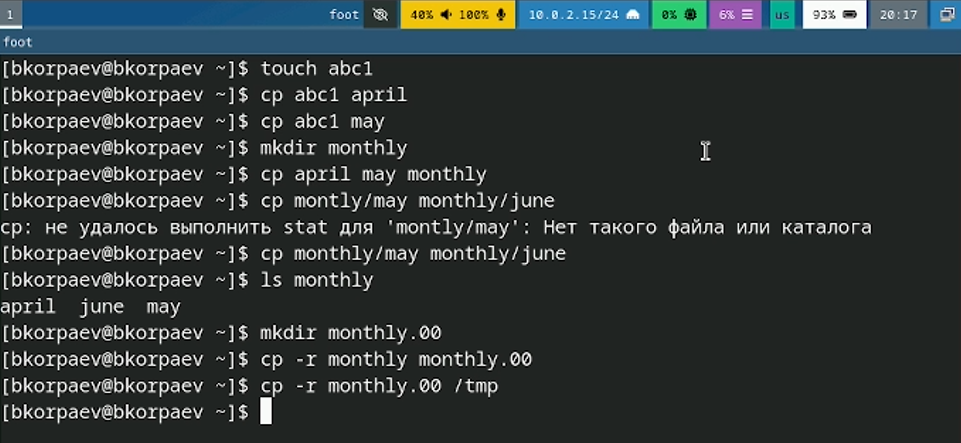 1 foot 40% 100% 10.0.2.15/24 0% 6% us 93% 20:17
foot
[bkorpaev@bkorpaev ~]$ touch abc1
[bkorpaev@bkorpaev ~]$ cp abc1 april
[bkorpaev@bkorpaev ~]$ cp abc1 may
[bkorpaev@bkorpaev ~]$ mkdir monthly
[bkorpaev@bkorpaev ~]$ cp april may monthly
[bkorpaev@bkorpaev ~]$ cp montly/may monthly/june
cp: не удалось выполнить stat для 'montly/may': Нет такого файла или каталога
[bkorpaev@bkorpaev ~]$ cp monthly/may monthly/june
[bkorpaev@bkorpaev ~]$ ls monthly
april  june  may
[bkorpaev@bkorpaev ~]$ mkdir monthly.00
[bkorpaev@bkorpaev ~]$ cp -r monthly monthly.00
[bkorpaev@bkorpaev ~]$ cp -r monthly.00 /tmp
[bkorpaev@bkorpaev ~]$